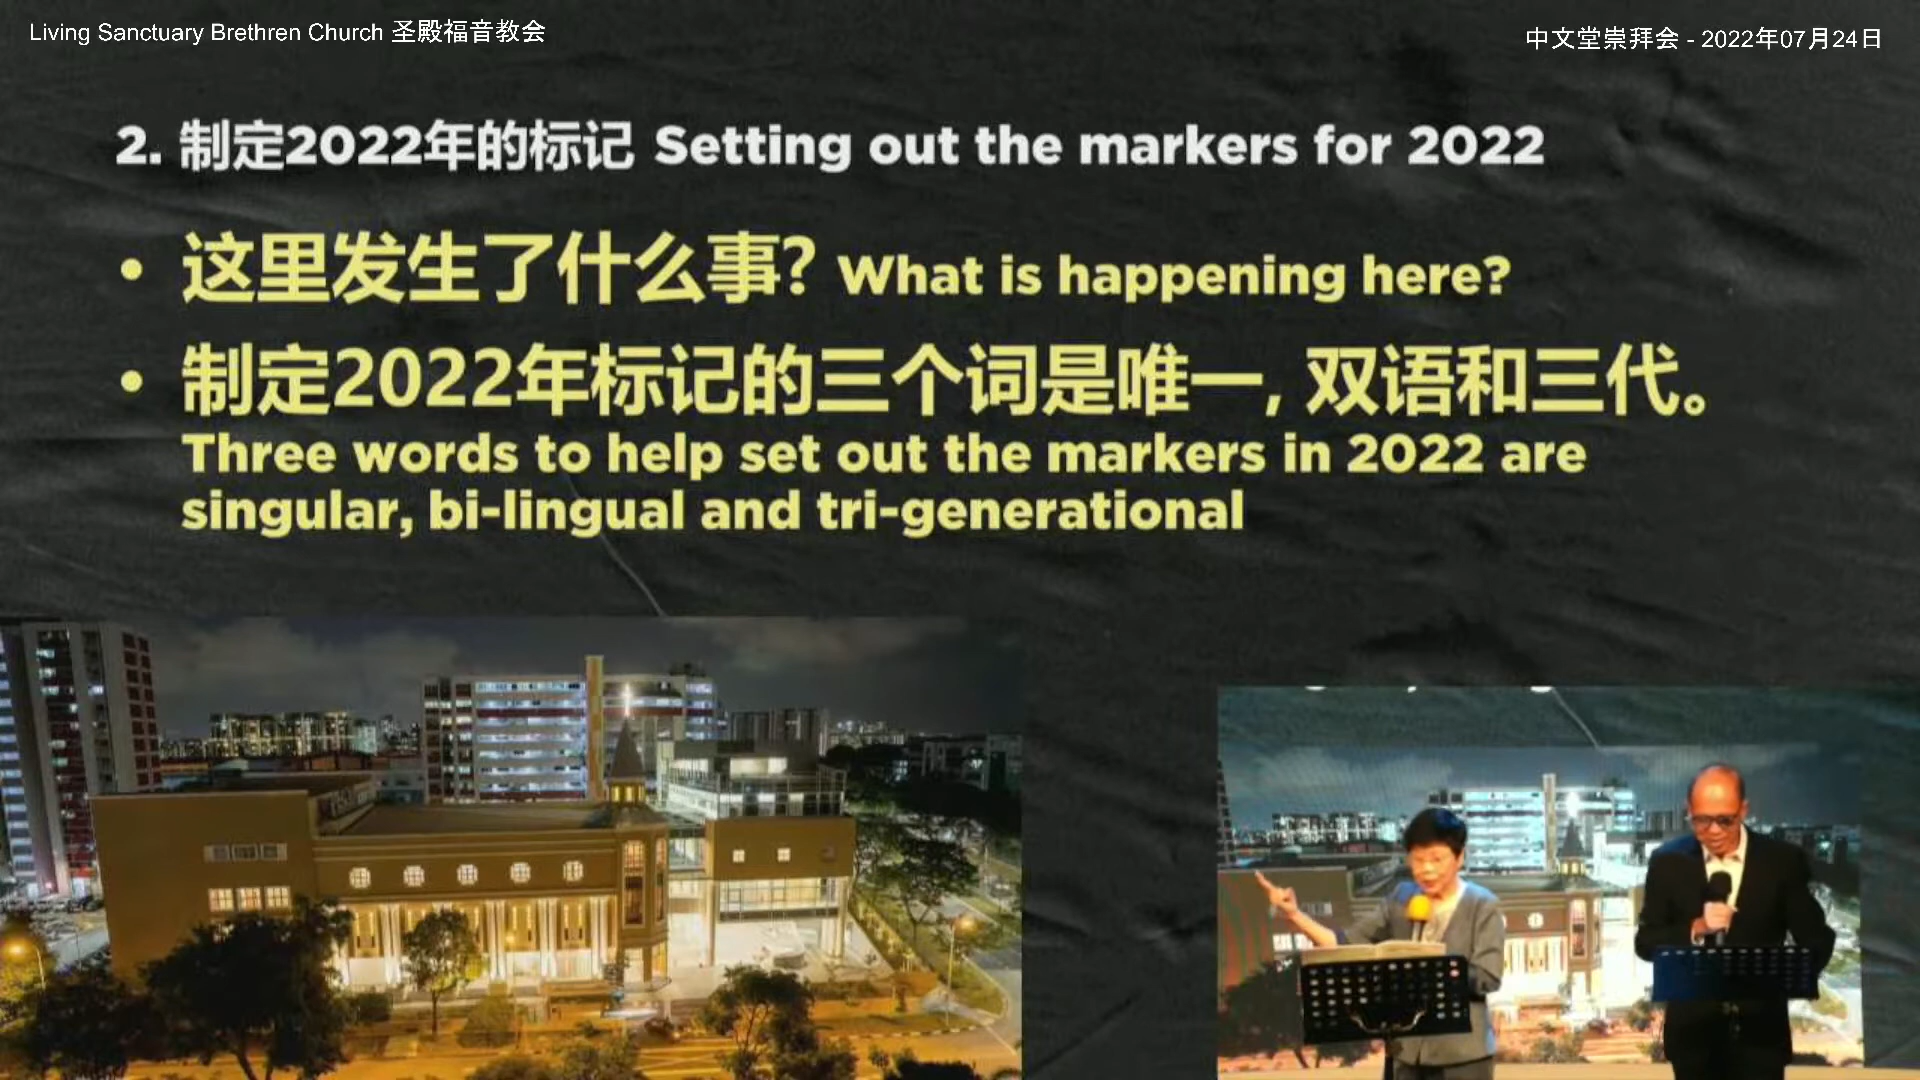 Living Sanctuary Brethren Church 圣殿福音教会
中文堂崇拜会 - 2022年07月24日
2. 制定2022年的标记 Setting out the markers for 2022
• 这里发生了什么事? What is happening here?
• 制定2022年标记的三个词是唯一, 双语和三代。
Three words to help set out the markers in 2022 are
singular, bi-lingual and tri-generational